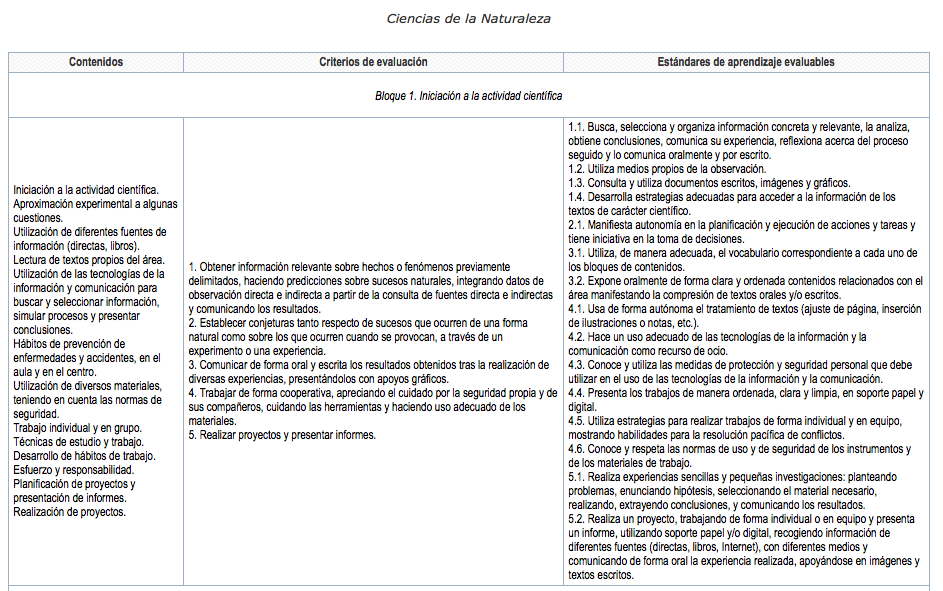 Ciencias de la Naturaleza
Contenidos
Criterios de evaluación
Estándares de aprendizaje evaluables
Bloque 1. Iniciación a la actividad científica
Iniciación a la actividad científica.
Aproximación experimental a algunas
cuestiones.
Utilización de diferentes fuentes de
información (directas, libros).
Lectura de textos propios del área.
Utilización de las tecnologías de la
información y comunicación para
buscar y seleccionar información,
simular procesos y presentar
conclusiones.
Hábitos de prevención de
enfermedades y accidentes, en el
aula y en el centro.
Utilización de diversos materiales,
teniendo en cuenta las normas de
seguridad.
Trabajo individual y en grupo.
Técnicas de estudio y trabajo.
Desarrollo de hábitos de trabajo.
Esfuerzo y responsabilidad.
Planificación de proyectos y
presentación de informes.
Realización de proyectos.
1. Obtener información relevante sobre hechos o fenómenos previamente
delimitados, haciendo predicciones sobre sucesos naturales, integrando datos de
observación directa e indirecta a partir de la consulta de fuentes directa e indirectas
y comunicando los resultados.
2. Establecer conjeturas tanto respecto de sucesos que ocurren de una forma
natural como sobre los que ocurren cuando se provocan, a través de un
experimento o una experiencia.
3. Comunicar de forma oral y escrita los resultados obtenidos tras la realización de
diversas experiencias, presentándolos con apoyos gráficos.
4. Trabajar de forma cooperativa, apreciando el cuidado por la seguridad propia y de
sus compañeros, cuidando las herramientas y haciendo uso adecuado de los
materiales.
5. Realizar proyectos y presentar informes.
1.1. Busca, selecciona y organiza información concreta y relevante, la analiza,
obtiene conclusiones, comunica su experiencia, reflexiona acerca del proceso
seguido y lo comunica oralmente y por escrito.
1.2. Utiliza medios propios de la observación.
1.3. Consulta y utiliza documentos escritos, imágenes y gráficos.
1.4. Desarrolla estrategias adecuadas para acceder a la información de los
textos de carácter científico.
2.1. Manifiesta autonomía en la planificación y ejecución de acciones y tareas y
tiene iniciativa en la toma de decisiones.
3.1. Utiliza, de manera adecuada, el vocabulario correspondiente a cada uno de
los bloques de contenidos.
3.2. Expone oralmente de forma clara y ordenada contenidos relacionados con el
área manifestando la compresión de textos orales y/o escritos.
4.1. Usa de forma autónoma el tratamiento de textos (ajuste de página, inserción
de ilustraciones o notas, etc.).
4.2. Hace un uso adecuado de las tecnologías de la información y la
comunicación como recurso de ocio.
4.3. Conoce y utiliza las medidas de protección y seguridad personal que debe
utilizar en el uso de las tecnologías de la información y la comunicación.
4.4. Presenta los trabajos de manera ordenada, clara y limpia, en soporte papel y
digital.
4.5. Utiliza estrategias para realizar trabajos de forma individual y en equipo,
mostrando habilidades para la resolución pacífica de conflictos.
4.6. Conoce y respeta las normas de uso y de seguridad de los instrumentos y
de los materiales de trabajo.
5.1. Realiza experiencias sencillas y pequeñas investigaciones: planteando
problemas, enunciando hipótesis, seleccionando el material necesario,
realizando, extrayendo conclusiones, y comunicando los resultados.
5.2. Realiza un proyecto, trabajando de forma individual o en equipo y presenta
un informe, utilizando soporte papel y/o digital, recogiendo información de
diferentes fuentes (directas, libros, Internet), con diferentes medios y
comunicando de forma oral la experiencia realizada, apoyándose en imágenes y
textos escritos.